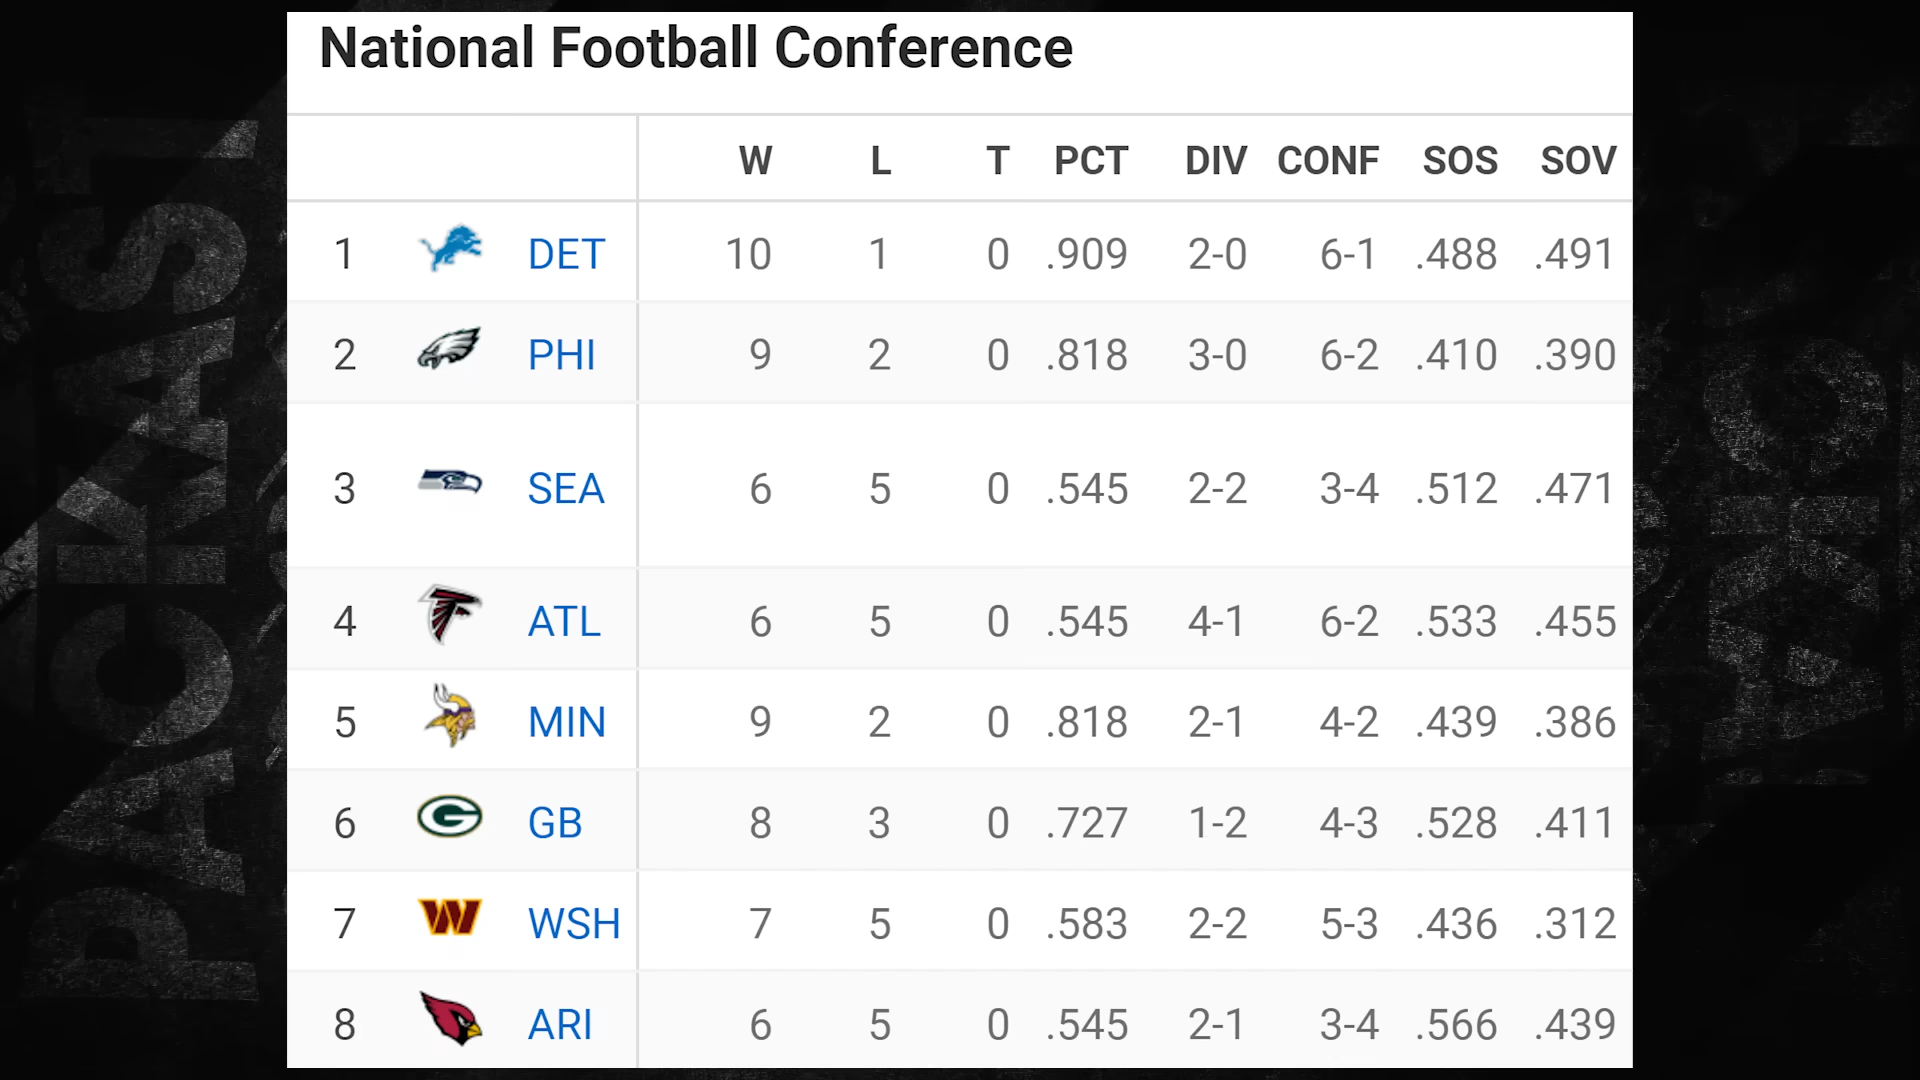 National Football Conference
W L T PCT DIV CONF SOS SOV
1 DET 10 1 0 .909 2-0 6-1 .488 .491
2 PHI 9 2 0 .818 3-0 6-2 .410 .390
3 SEA 6 5 0 .545 2-2 3-4 .512 .471
4 ATL 6 5 0 .545 4-1 6-2 .533 .455
5 MIN 9 2 0 .818 2-1 4-2 .439 .386
6 GB 8 3 0 .727 1-2 4-3 .528 .411
7 WSH 7 5 0 .583 2-2 5-3 .436 .312
8 ARI 6 5 0 .545 2-1 3-4 .566 .439